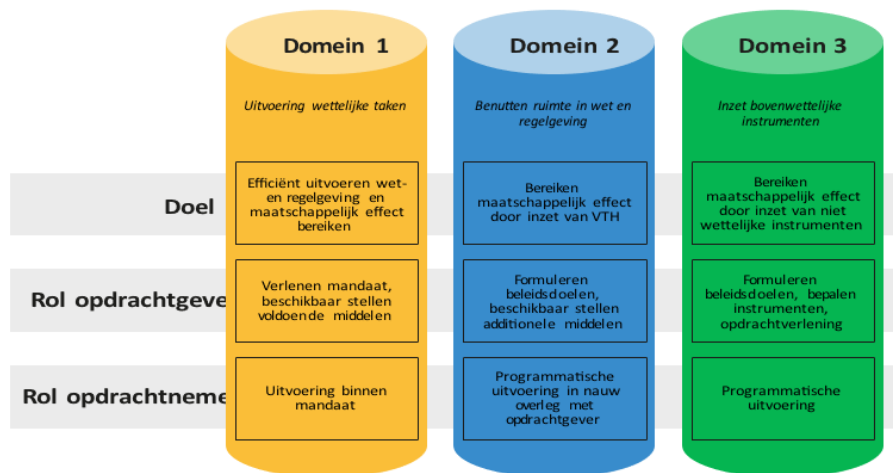 Domein 1
Domein 2
Domein 3
Uitvoering wettelijke taken
Benutten ruimte in wet en
regelgeving
Inzet bovenwettelijke
instrumenten
Doel
Efficiënt uitvoeren wet-
en regelgeving en
maatschappelijk effect
bereiken
Bereiken
maatschappelijk effect
door inzet van VTH
Bereiken
maatschappelijk effect
door inzet van niet
wettelijke instrumenten
Rol opdrachtgeve
Verlenen mandaat,
beschikbaar stellen
voldoende middelen
Formuleren
beleidsdoelen,
beschikbaar stellen
additionele middelen
Formuleren
beleidsdoelen, bepalen
instrumenten,
opdrachtverlening
Rol opdrachtneme
Uitvoering binnen
mandaat
Programmatische
uitvoering in nauw
overleg met
opdrachtgever
Programmatische
uitvoering